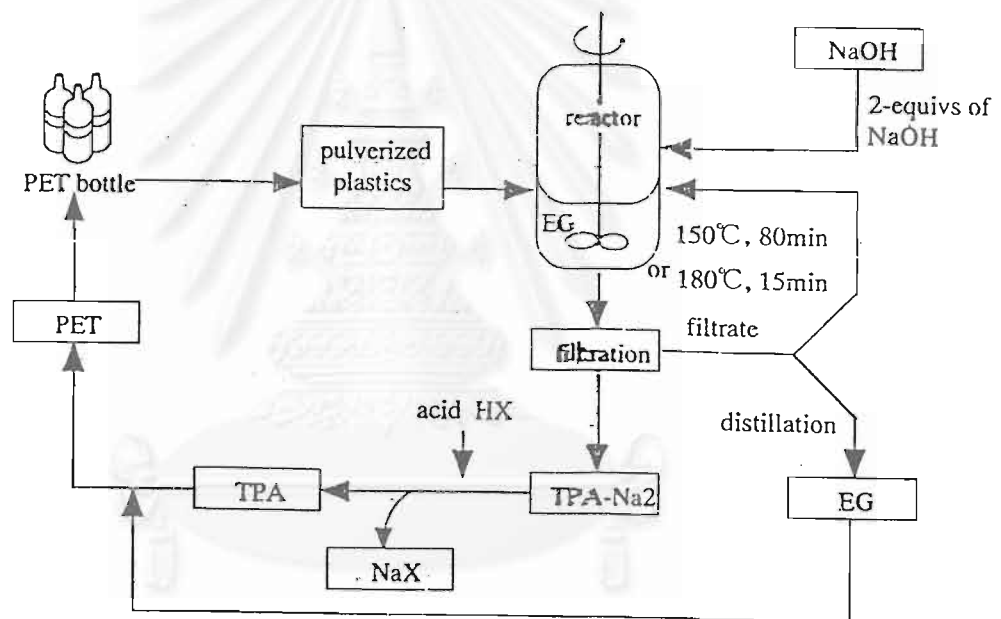 NaOH
2-equivs of
NaOH
reactor
pulverized
plastics
PET bottle
EG
150℃, 80min
or 180℃, 15min
PET
filtration
filtrate
acid HX
distillation
TPA
TPA-Na2
EG
NaX